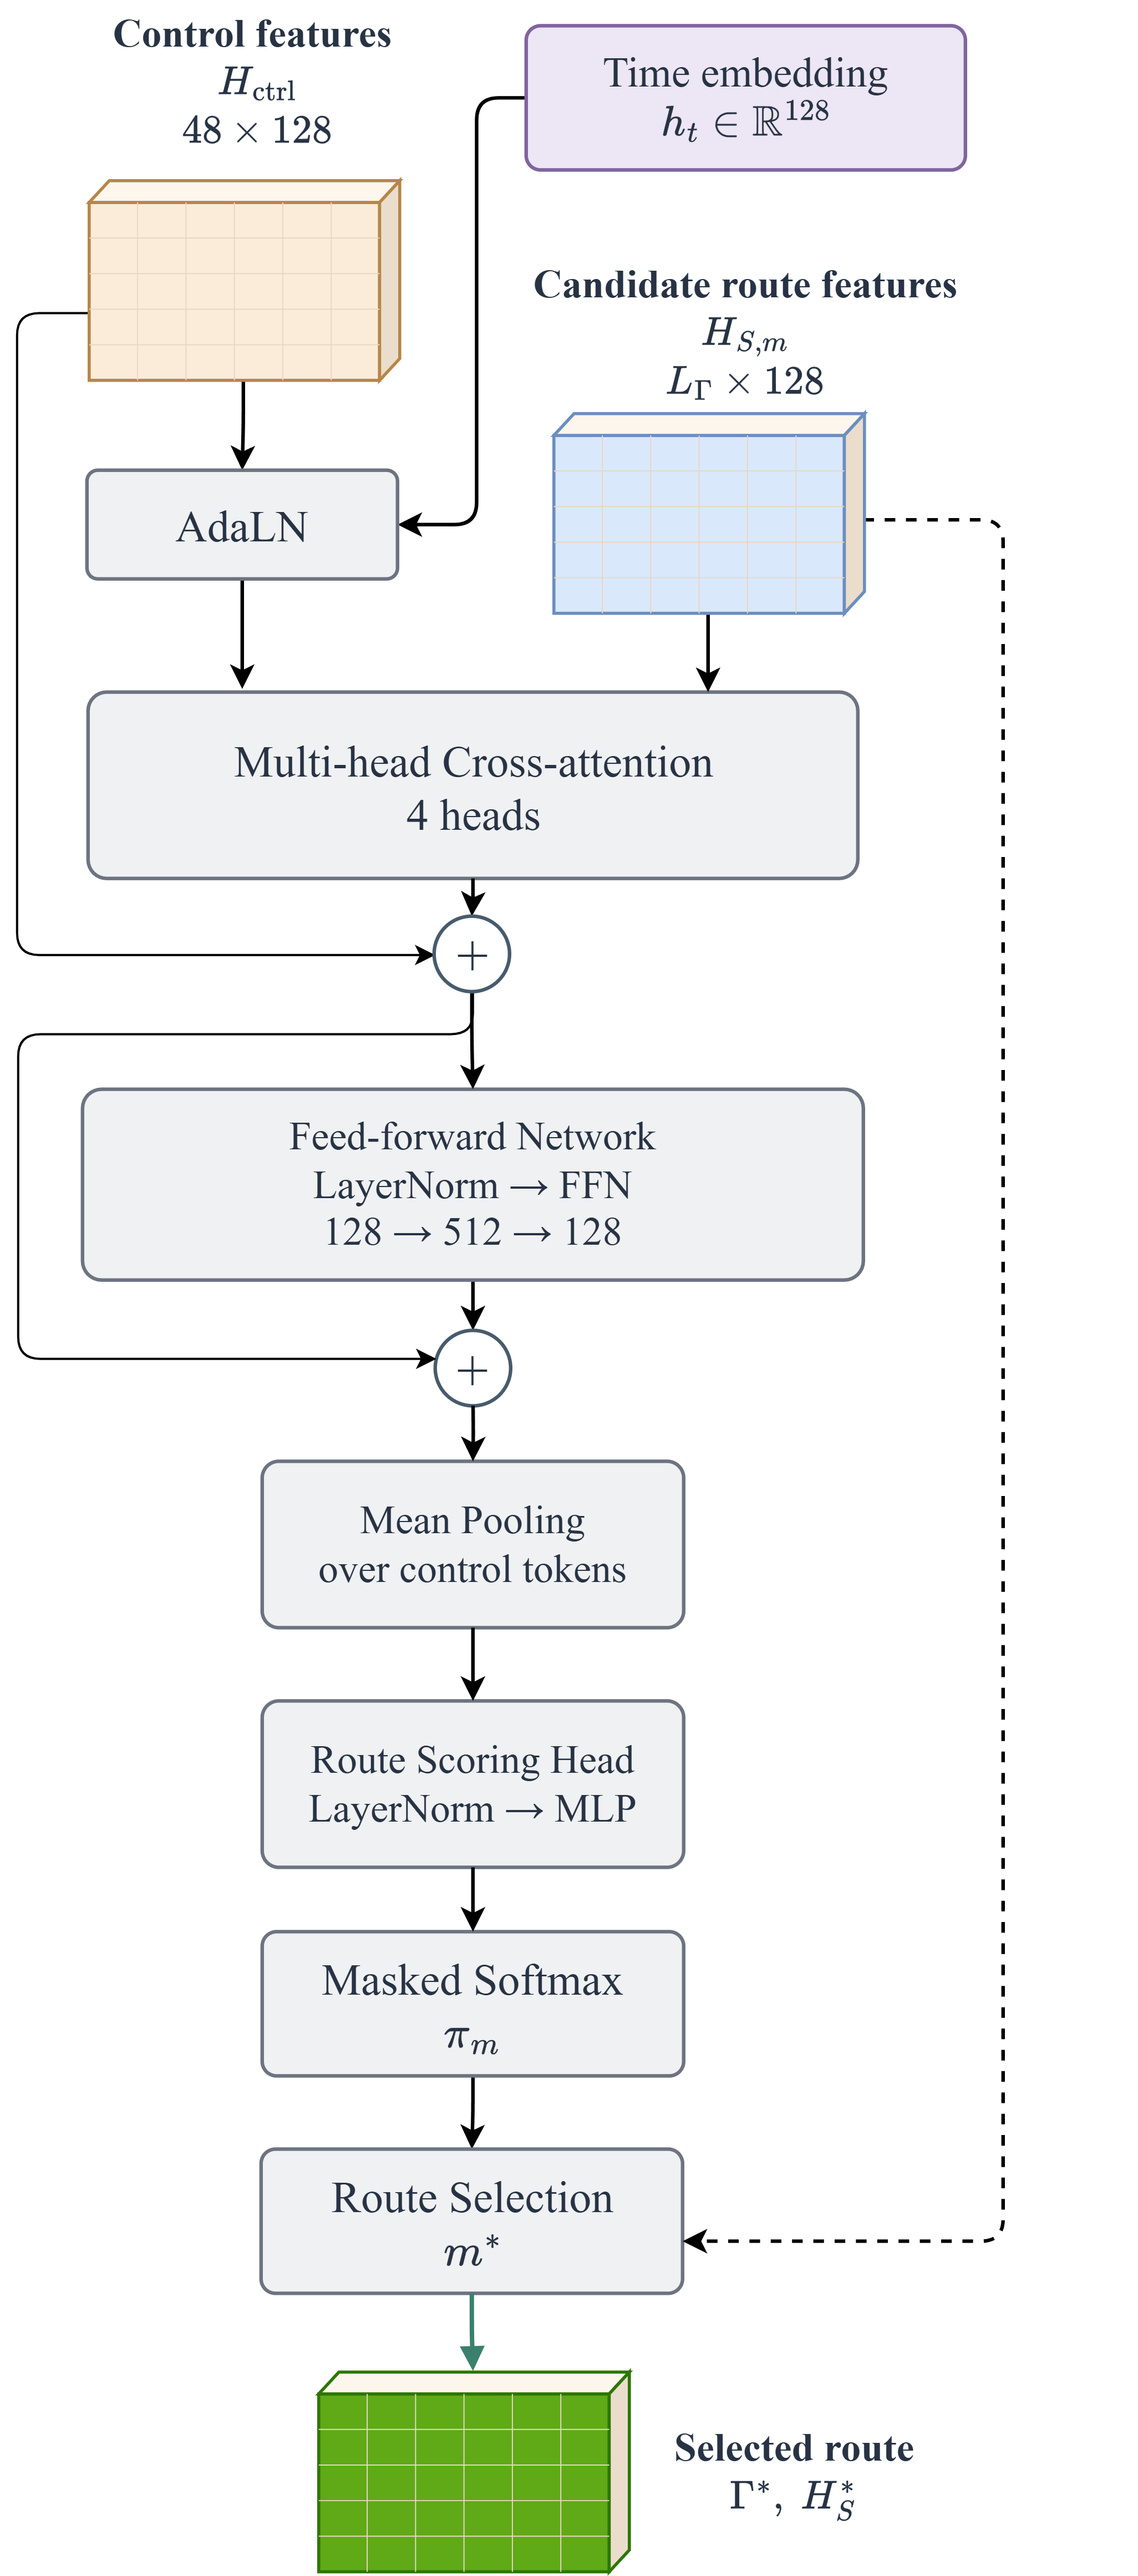 Control features
H_ctrl
48 × 128
Time embedding
h_t ∈ ℝ^128
Candidate route features
H_{S,m}
L_Γ × 128
AdaLN
Multi-head Cross-attention
4 heads
+
Feed-forward Network
LayerNorm → FFN
128 → 512 → 128
+
Mean Pooling
over control tokens
Route Scoring Head
LayerNorm → MLP
Masked Softmax
π_m
Route Selection
m*
Selected route
Γ*, H_S*